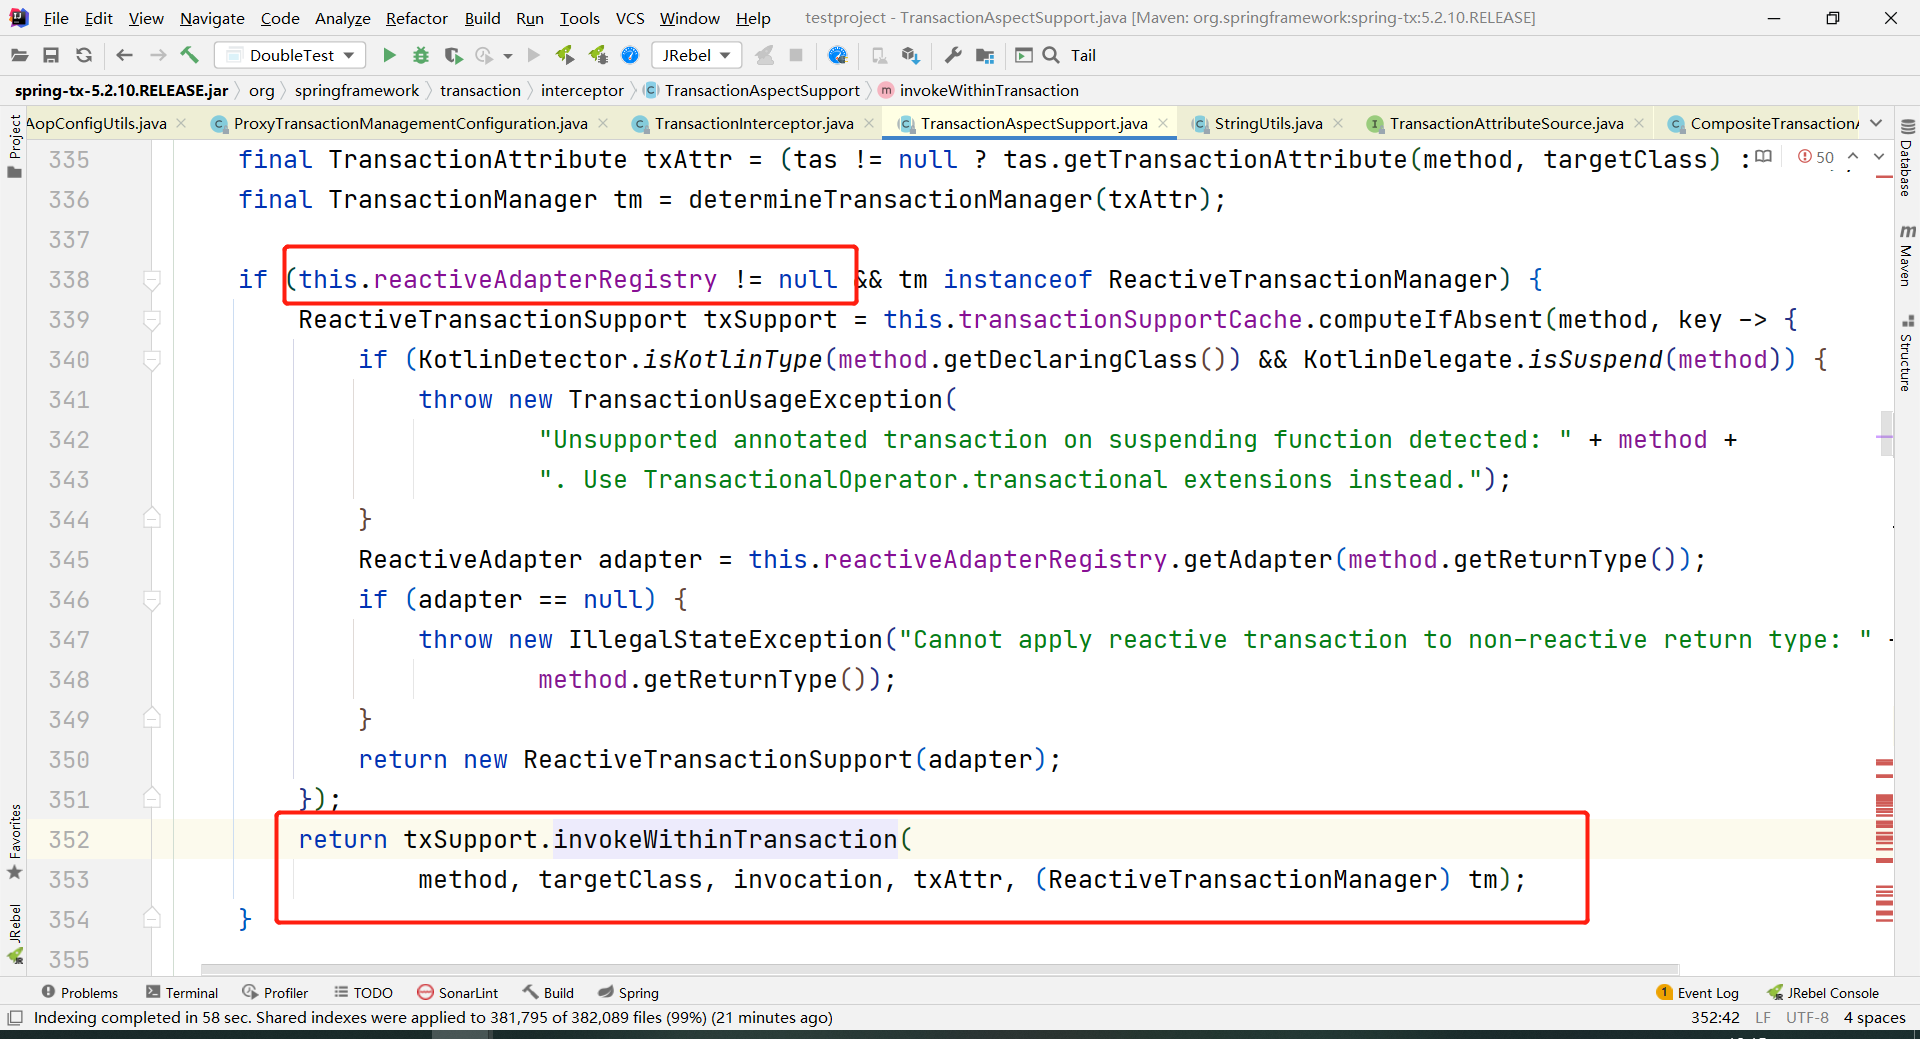 File Edit View Navigate Code Analyze Refactor Build Run Tools VCS Window Help testproject - TransactionAspectSupport.java [Maven: org.springframework:spring-tx:5.2.10.RELEASE]
DoubleTest JRebel Tail
spring-tx-5.2.10.RELEASE.jar org springframework transaction interceptor TransactionAspectSupport invokeWithinTransaction
AopConfigUtils.java ProxyTransactionManagementConfiguration.java TransactionInterceptor.java TransactionAspectSupport.java StringUtils.java TransactionAttributeSource.java CompositeTransactionA
335 final TransactionAttribute txAttr = (tas != null ? tas.getTransactionAttribute(method, targetClass) : 50
336 final TransactionManager tm = determineTransactionManager(txAttr);
337
338 if (this.reactiveAdapterRegistry != null && tm instanceof ReactiveTransactionManager) {
339 ReactiveTransactionSupport txSupport = this.transactionSupportCache.computeIfAbsent(method, key -> {
340 if (KotlinDetector.isKotlinType(method.getDeclaringClass()) && KotlinDelegate.isSuspend(method)) {
341 throw new TransactionUsageException(
342 "Unsupported annotated transaction on suspending function detected: " + method +
343 ". Use TransactionalOperator.transactional extensions instead.");
344 }
345 ReactiveAdapter adapter = this.reactiveAdapterRegistry.getAdapter(method.getReturnType());
346 if (adapter == null) {
347 throw new IllegalStateException("Cannot apply reactive transaction to non-reactive return type: "
348 method.getReturnType());
349 }
350 return new ReactiveTransactionSupport(adapter);
351 });
352 return txSupport.invokeWithinTransaction(
353 method, targetClass, invocation, txAttr, (ReactiveTransactionManager) tm);
354 }
355
Project
Favorites
JRebel
Database
Maven
Structure
Problems Terminal Profiler TODO SonarLint Build Spring 1 Event Log JRebel Console
Indexing completed in 58 sec. Shared indexes were applied to 381,795 of 382,089 files (99%) (21 minutes ago) 352:42 LF UTF-8 4 spaces